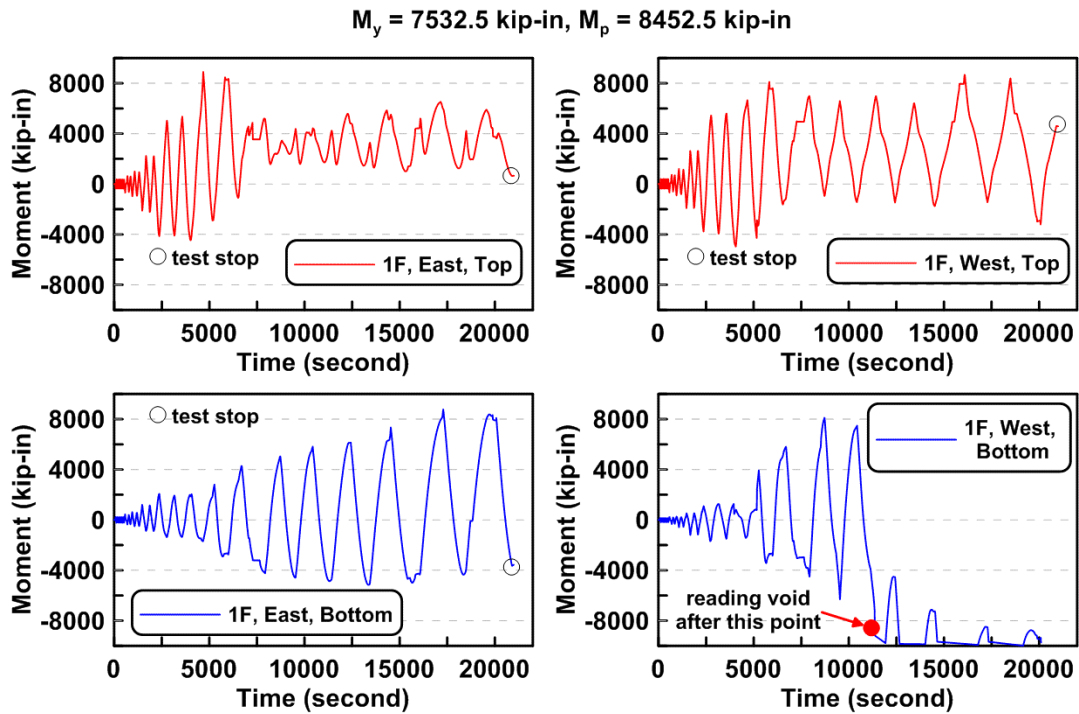 My = 7532.5 kip-in, Mp = 8452.5 kip-in
Moment (kip-in)
8000
4000
0
-4000
-8000
test stop
1F, East, Top
0 5000 10000 15000 20000
Time (second)
Moment (kip-in)
8000
4000
0
-4000
-8000
test stop
1F, West, Top
0 5000 10000 15000 20000
Time (second)
Moment (kip-in)
8000
4000
0
-4000
-8000
test stop
1F, East, Bottom
0 5000 10000 15000 20000
Time (second)
Moment (kip-in)
8000
4000
0
-4000
-8000
1F, West,
Bottom
reading void
after this point
0 5000 10000 15000 20000
Time (second)